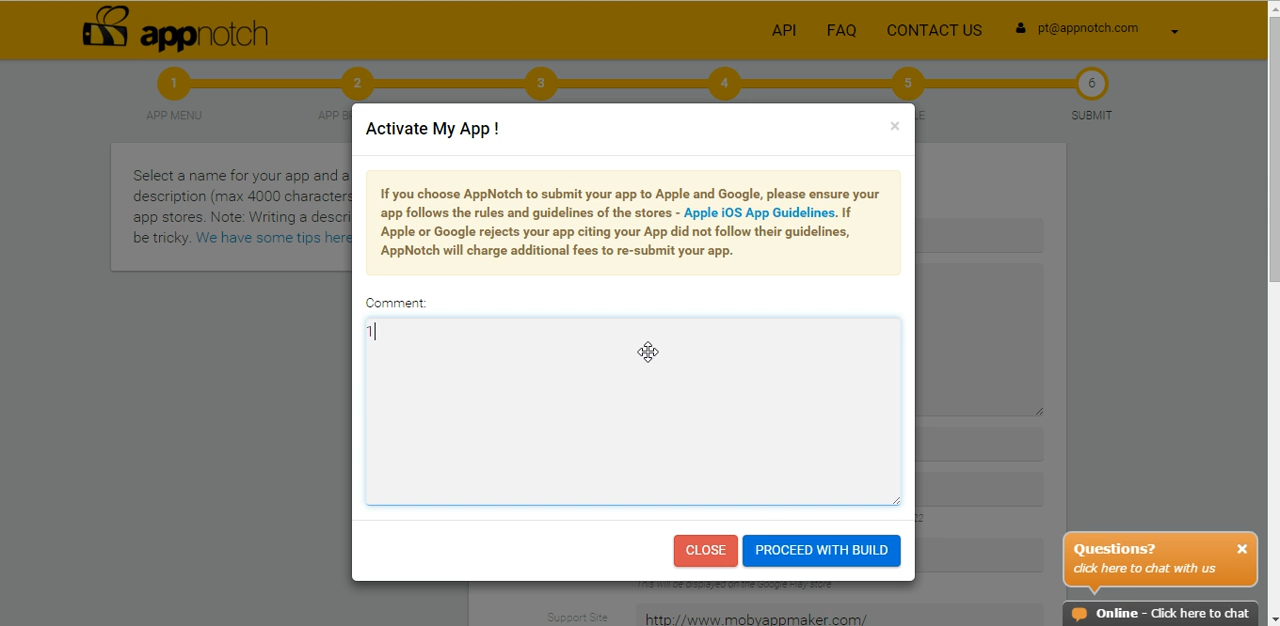 appnotch
API FAQ CONTACT US pt@appnotch.com
1 2 3 4 5 6
APP MENU APP SUBMIT
Activate My App !
×
Select a name for your app and a
description (max 4000 characters
app stores. Note: Writing a descri
be tricky. We have some tips here
If you choose AppNotch to submit your app to Apple and Google, please ensure your
app follows the rules and guidelines of the stores - Apple iOS App Guidelines. If
Apple or Google rejects your app citing your App did not follow their guidelines,
AppNotch will charge additional fees to re-submit your app.
Comment:
1
CLOSE PROCEED WITH BUILD
This will be displayed on the Google Play store
Support Site http://www.mobyappmaker.com/
Questions? ×
click here to chat with us
Online - Click here to chat